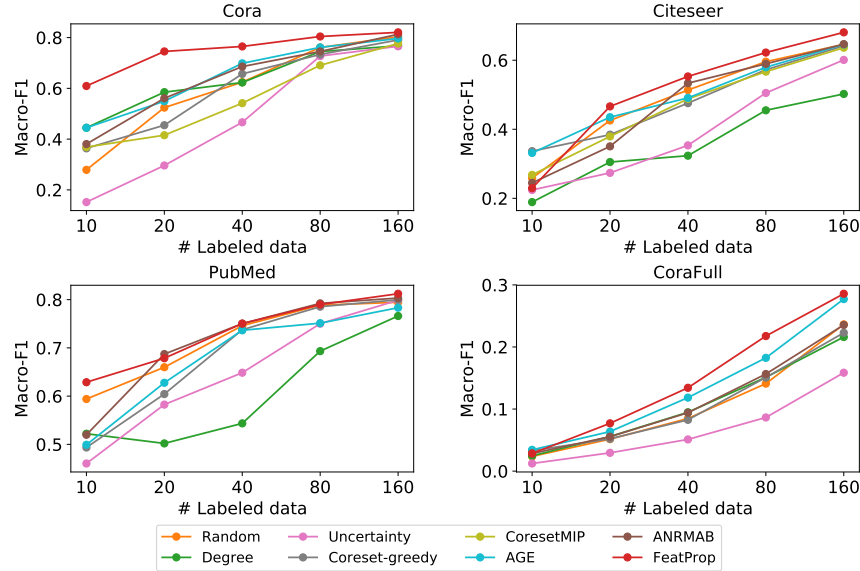 Cora
Macro-F1
0.8
0.6
0.4
0.2
10 20 40 80 160
# Labeled data
Citeseer
Macro-F1
0.6
0.4
0.2
10 20 40 80 160
# Labeled data
PubMed
Macro-F1
0.8
0.7
0.6
0.5
10 20 40 80 160
# Labeled data
CoraFull
Macro-F1
0.3
0.2
0.1
0.0
10 20 40 80 160
# Labeled data
Random Uncertainty CoresetMIP ANRMAB
Degree Coreset-greedy AGE FeatProp